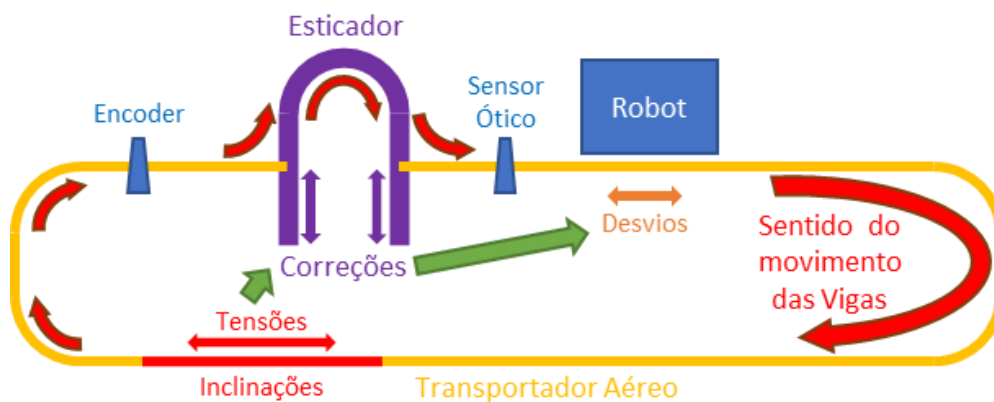 Esticador
Encoder
Sensor
Ótico
Robot
Desvios
Correções
Sentido do
movimento
das Vigas
Tensões
Inclinações
Transportador Aéreo